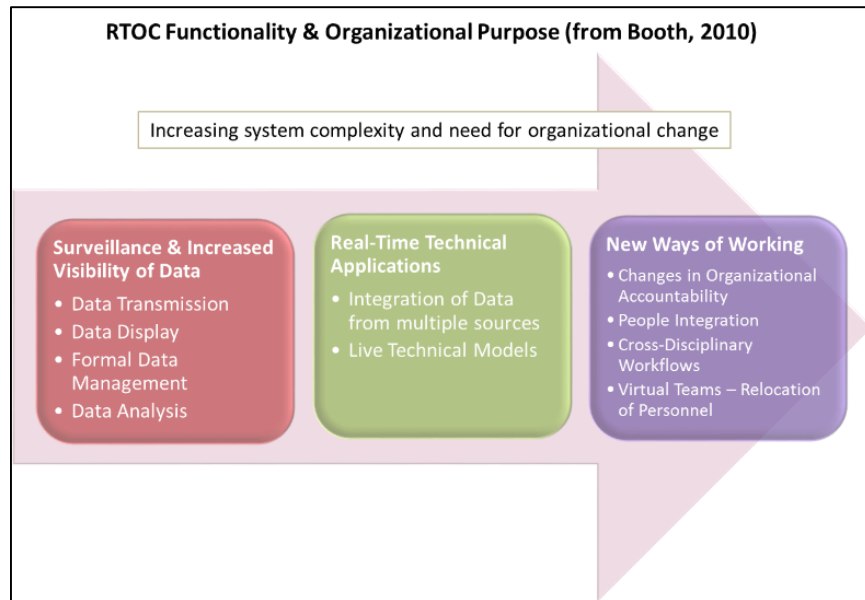 RTOC Functionality & Organizational Purpose (from Booth, 2010)
Increasing system complexity and need for organizational change
Surveillance & Increased
Visibility of Data
• Data Transmission
• Data Display
• Formal Data
Management
• Data Analysis
Real-Time Technical
Applications
• Integration of Data
from multiple sources
• Live Technical Models
New Ways of Working
• Changes in Organizational
Accountability
• People Integration
• Cross-Disciplinary
Workflows
• Virtual Teams – Relocation
of Personnel